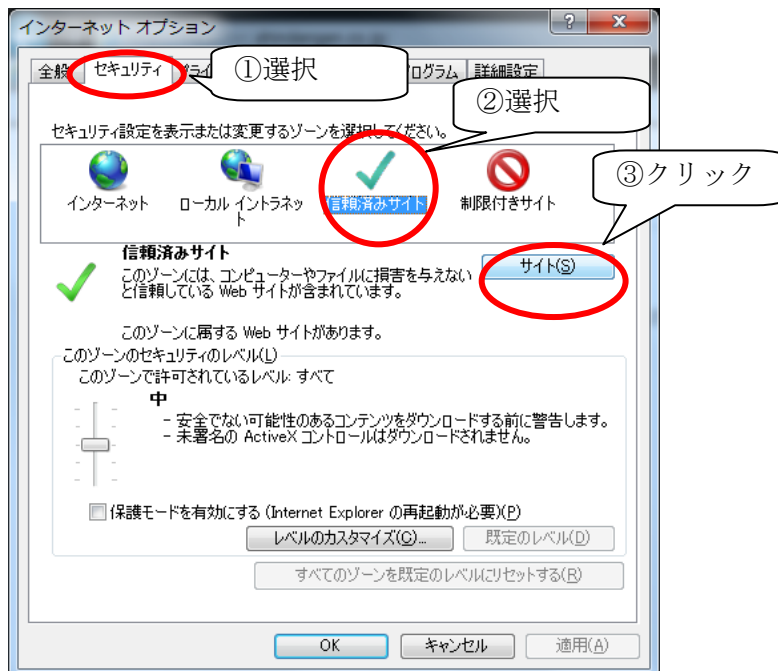 インターネット オプション
全般 セキュリティ ①選択 ログラム 詳細設定
②選択
セキュリティ設定を表示または変更するゾーンを選択してください。
③クリック
インターネット ローカル イントラネット 信頼済みサイト 制限付きサイト
信頼済みサイト
サイト(S)
このゾーンには、コンピューターやファイルに損害を与えない
と信頼している Web サイトが含まれています。
このゾーンに属する Web サイトがあります。
このゾーンのセキュリティのレベル(L)
このゾーンで許可されているレベル: すべて
中
- 安全でない可能性のあるコンテンツをダウンロードする前に警告します。
- 未署名の ActiveX コントロールはダウンロードされません。
保護モードを有効にする (Internet Explorer の再起動が必要)(P)
レベルのカスタマイズ(C)... 既定のレベル(D)
すべてのゾーンを既定のレベルにリセットする(R)
OK キャンセル 適用(A)